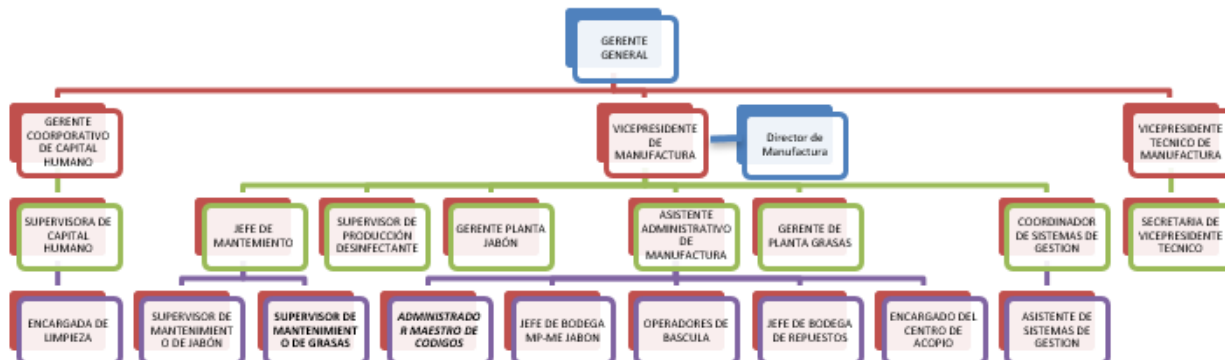 GERENTE
GENERAL
GERENTE
COORPORATIVO
DE CAPITAL
HUMANO
VICEPRESIDENTE
DE
MANUFACTURA
Director de
Manufactura
VICEPRESIDENTE
TECNICO DE
MANUFACTURA
SUPERVISORA DE
CAPITAL
HUMANO
JEFE DE
MANTEMIENTO
SUPERVISOR DE
PRODUCCIÓN
DESINFECTANTE
GERENTE PLANTA
JABÓN
ASISTENTE
ADMINISTRATIVO
DE
MANUFACTURA
GERENTE DE
PLANTA GRASAS
COORDINADOR
DE SISTEMAS DE
GESTION
SECRETARIA DE
VICEPRESIDENTE
TECNICO
ENCARGADA DE
LIMPIEZA
SUPERVISOR DE
MANTENIMIENT
O DE JABÓN
SUPERVISOR DE
MANTENIMIENT
O DE GRASAS
ADMINISTRADO
R MAESTRO DE
CODIGOS
JEFE DE BODEGA
MP-ME JABON
OPERADORES DE
BASCULA
JEFE DE BODEGA
DE REPUESTOS
ENCARGADO DEL
CENTRO DE
ACOPIO
ASISTENTE DE
SISTEMAS DE
GESTION